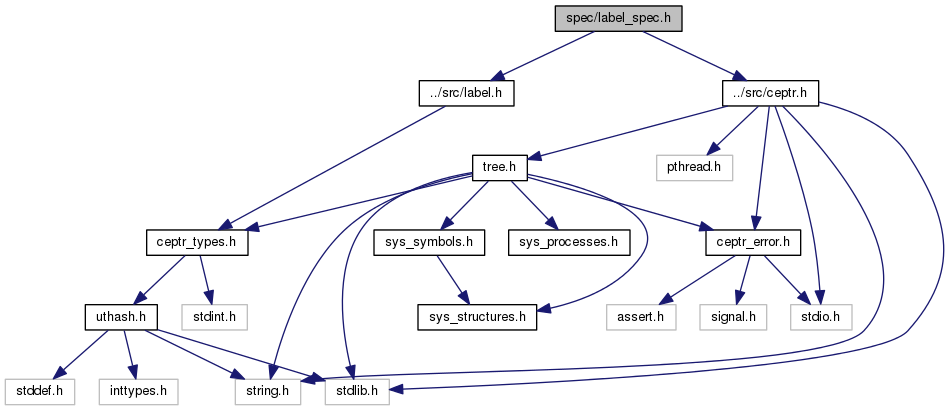 spec/label_spec.h
../src/label.h
../src/ceptr.h
tree.h
pthread.h
ceptr_types.h
sys_symbols.h
sys_processes.h
ceptr_error.h
uthash.h
stdint.h
sys_structures.h
assert.h
signal.h
stdio.h
stddef.h
inttypes.h
string.h
stdlib.h